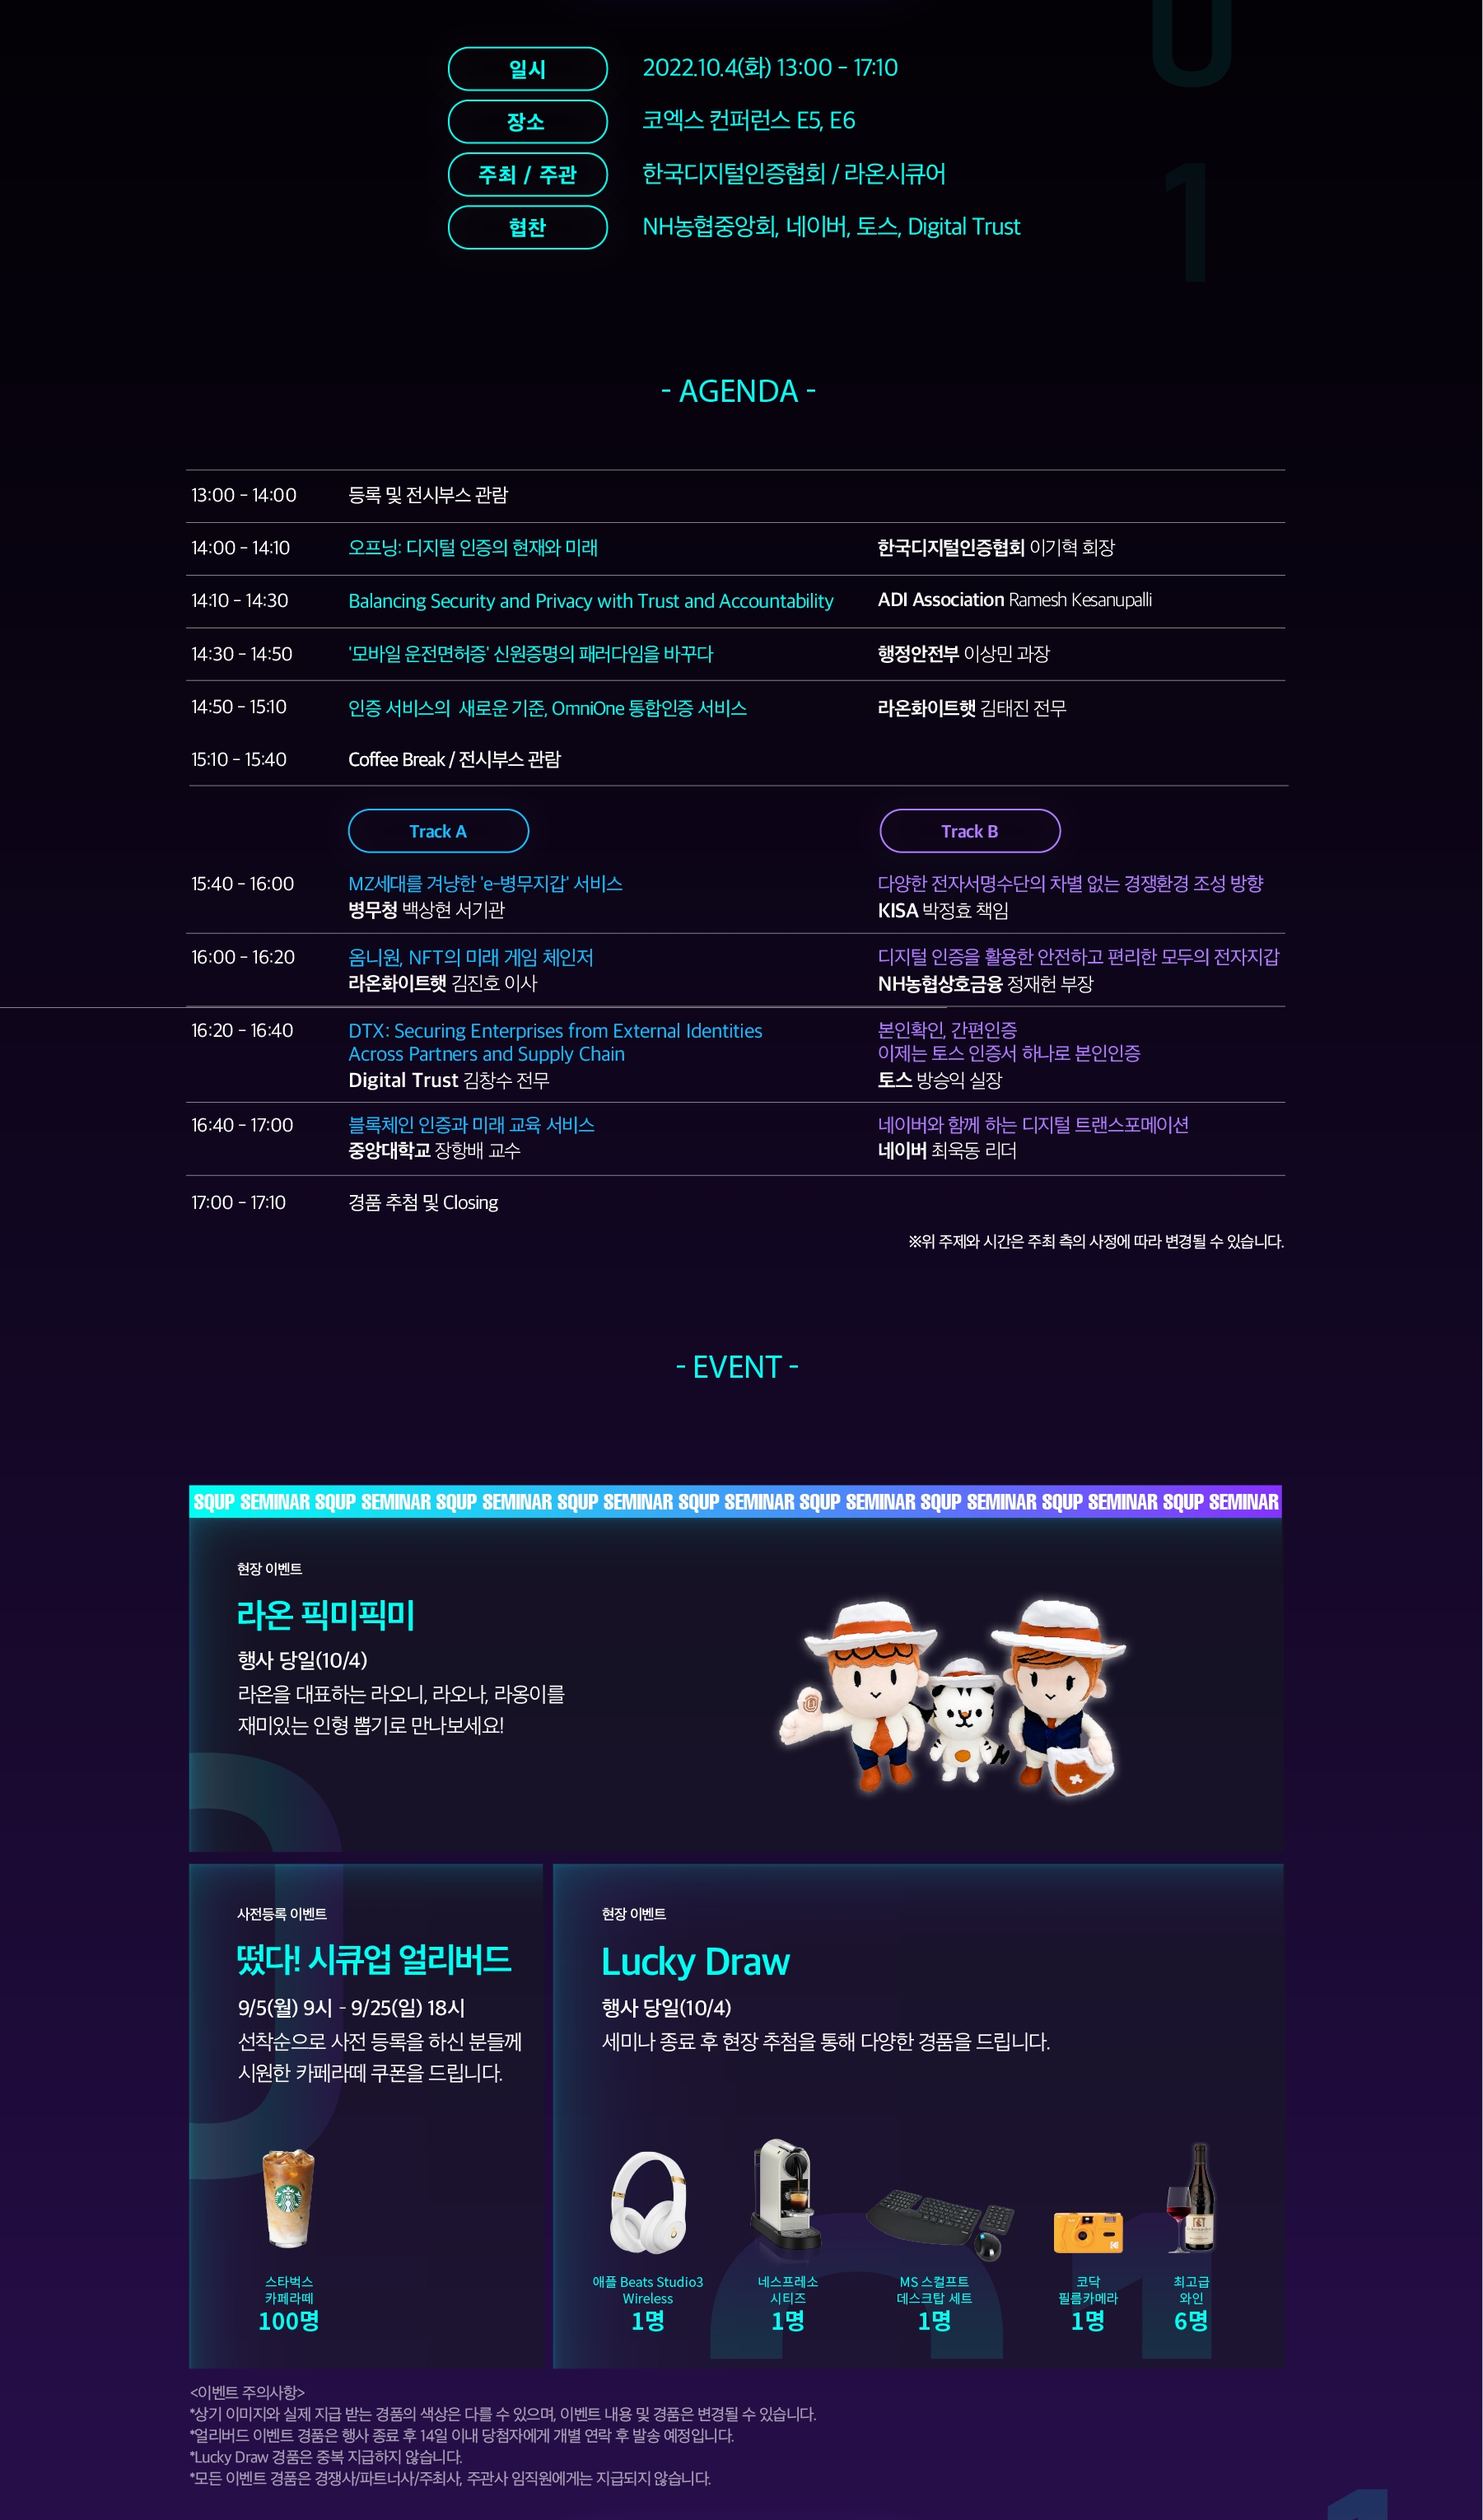 일시 2022.10.4(화) 13:00 - 17:10
장소 코엑스 컨퍼런스 E5, E6
주최 / 주관 한국디지털인증협회 / 라온시큐어
협찬 NH농협중앙회, 네이버, 토스, Digital Trust
- AGENDA -
13:00 - 14:00 등록 및 전시부스 관람
14:00 - 14:10 오프닝: 디지털 인증의 현재와 미래 한국디지털인증협회 이기혁 회장
14:10 - 14:30 Balancing Security and Privacy with Trust and Accountability ADI Association Ramesh Kesanupalli
14:30 - 14:50 '모바일 운전면허증' 신원증명의 패러다임을 바꾸다 행정안전부 이상민 과장
14:50 - 15:10 인증 서비스의 새로운 기준, OmniOne 통합인증 서비스 라온화이트햇 김태진 전무
15:10 - 15:40 Coffee Break / 전시부스 관람
Track A Track B
15:40 - 16:00 MZ세대를 겨냥한 'e-병무지갑' 서비스 다양한 전자서명수단의 차별 없는 경쟁환경 조성 방향
병무청 백상현 서기관 KISA 박정효 책임
16:00 - 16:20 옴니원, NFT의 미래 게임 체인저 디지털 인증을 활용한 안전하고 편리한 모두의 전자지갑
라온화이트햇 김진호 이사 NH농협상호금융 정재헌 부장
16:20 - 16:40 DTX: Securing Enterprises from External Identities 본인확인, 간편인증
Across Partners and Supply Chain 이제는 토스 인증서 하나로 본인인증
Digital Trust 김창수 전무 토스 방승익 실장
16:40 - 17:00 블록체인 인증과 미래 교육 서비스 네이버와 함께 하는 디지털 트랜스포메이션
중앙대학교 장항배 교수 네이버 최욱동 리더
17:00 - 17:10 경품 추첨 및 Closing
※위 주제와 시간은 주최 측의 사정에 따라 변경될 수 있습니다.
- EVENT -
SQUP SEMINAR SQUP SEMINAR SQUP SEMINAR SQUP SEMINAR SQUP SEMINAR SQUP SEMINAR SQUP SEMINAR SQUP SEMINAR SQUP SEMINAR
현장 이벤트
라온 픽미픽미
행사 당일(10/4)
라온을 대표하는 라오니, 라오나, 라옹이를
재미있는 인형 뽑기로 만나보세요!
사전등록 이벤트
떴다! 시큐업 얼리버드
9/5(월) 9시 - 9/25(일) 18시
선착순으로 사전 등록을 하신 분들께
시원한 카페라떼 쿠폰을 드립니다.
스타벅스
카페라떼
100명
현장 이벤트
Lucky Draw
행사 당일(10/4)
세미나 종료 후 현장 추첨을 통해 다양한 경품을 드립니다.
애플 Beats Studio3
Wireless
1명
네스프레소
시티즈
1명
MS 스컬프트
데스크탑 세트
1명
코닥
필름카메라
1명
최고급
와인
6명
<이벤트 주의사항>
*상기 이미지와 실제 지급 받는 경품의 색상은 다를 수 있으며, 이벤트 내용 및 경품은 변경될 수 있습니다.
*얼리버드 이벤트 경품은 행사 종료 후 14일 이내 당첨자에게 개별 연락 후 발송 예정입니다.
*Lucky Draw 경품은 중복 지급하지 않습니다.
*모든 이벤트 경품은 경쟁사/파트너사/주최사, 주관사 임직원에게는 지급되지 않습니다.